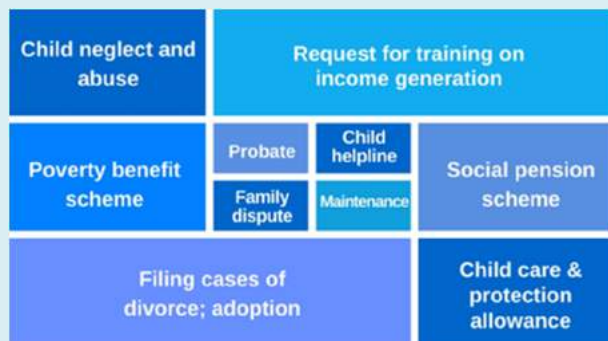 Child neglect and
abuse
Request for training on
income generation
Poverty benefit
scheme
Probate
Child
helpline
Family
dispute
Maintenance
Social pension
scheme
Filing cases of
divorce; adoption
Child care &
protection
allowance